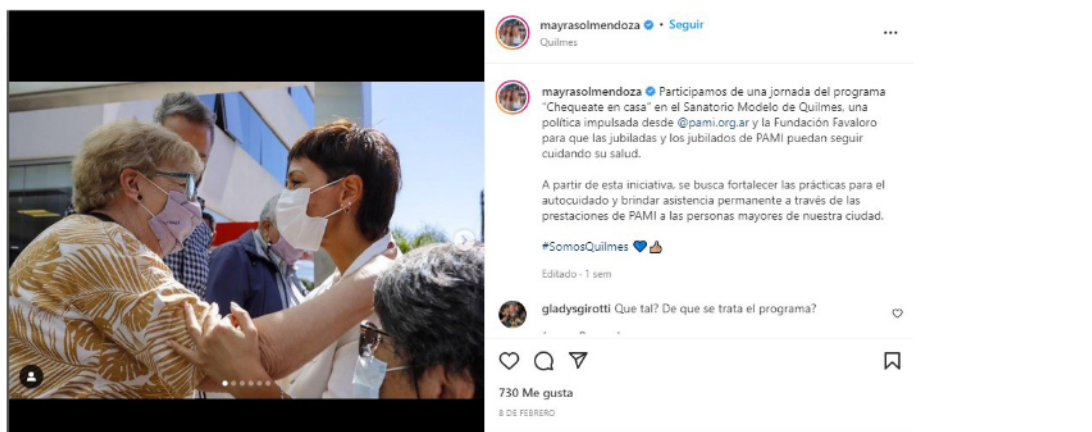 mayrasolmendoza • Seguir
Quilmes
mayrasolmendoza Participamos de una jornada del programa
"Chequeate en casa" en el Sanatorio Modelo de Quilmes, una
política impulsada desde @pami.org.ar y la Fundación Favaloro
para que las jubiladas y los jubilados de PAMI puedan seguir
cuidando su salud.
A partir de esta iniciativa, se busca fortalecer las prácticas para el
autocuidado y brindar asistencia permanente a través de las
prestaciones de PAMI a las personas mayores de nuestra ciudad.
#SomosQuilmes 💙👍🏼
Editado · 1 sem
gladysgirotti Que tal? De que se trata el programa?
730 Me gusta
8 DE FEBRERO